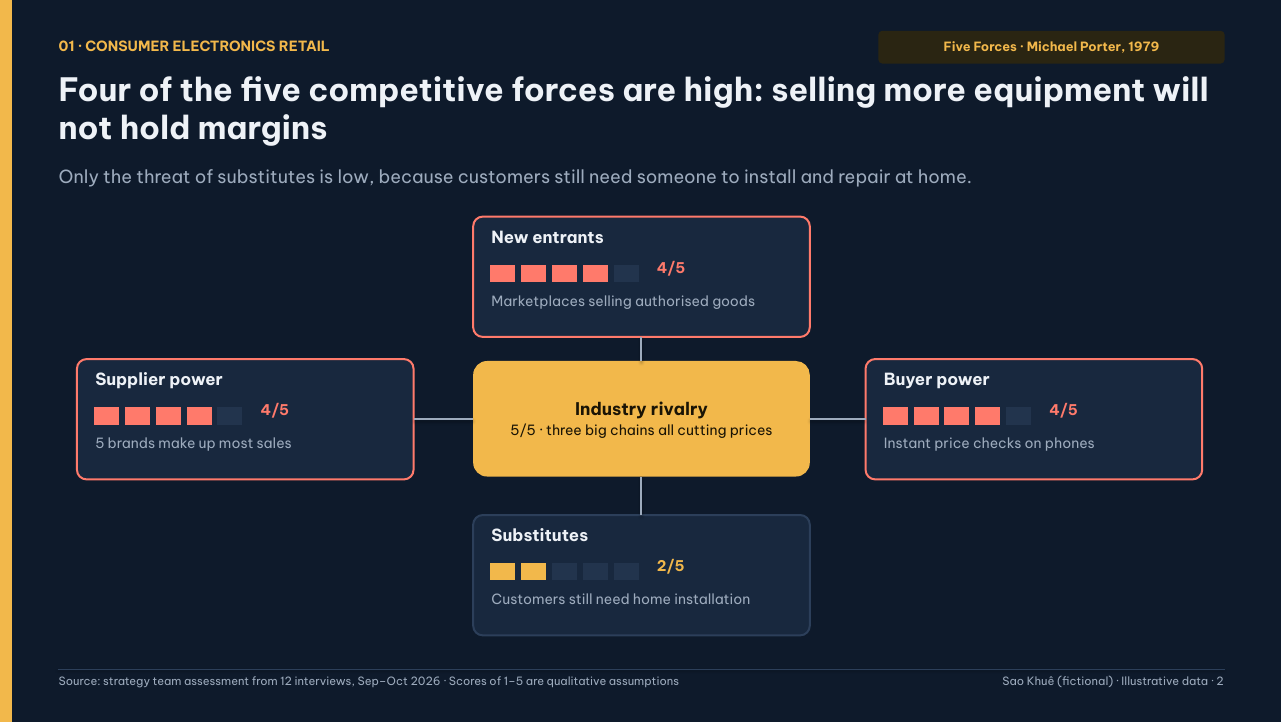 01 · CONSUMER ELECTRONICS RETAIL
Five Forces · Michael Porter, 1979
Four of the five competitive forces are high: selling more equipment will
not hold margins
Only the threat of substitutes is low, because customers still need someone to install and repair at home.
New entrants
4/5
Marketplaces selling authorised goods
Supplier power
4/5
5 brands make up most sales
Industry rivalry
5/5 · three big chains all cutting prices
Buyer power
4/5
Instant price checks on phones
Substitutes
2/5
Customers still need home installation
Source: strategy team assessment from 12 interviews, Sep–Oct 2026 · Scores of 1–5 are qualitative assumptions
Sao Khuê (fictional) · Illustrative data · 2